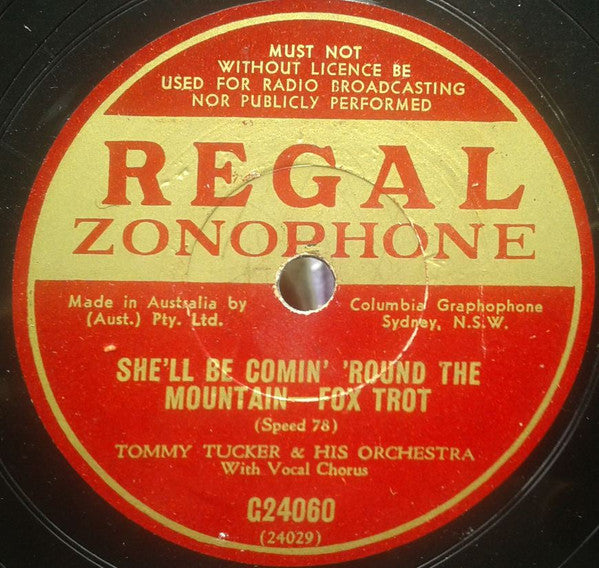 MUST NOT
WITHOUT LICENCE BE
USED FOR RADIO BROADCASTING
NOR PUBLICLY PERFORMED
REGAL
ZONOPHONE
Made in Australia by Columbia Graphophone
(Aust.) Pty. Ltd. Sydney, N.S.W.
SHE'LL BE COMIN' 'ROUND THE
MOUNTAIN - FOX TROT
(Speed 78)
TOMMY TUCKER & HIS ORCHESTRA
With Vocal Chorus
G24060
(24029)